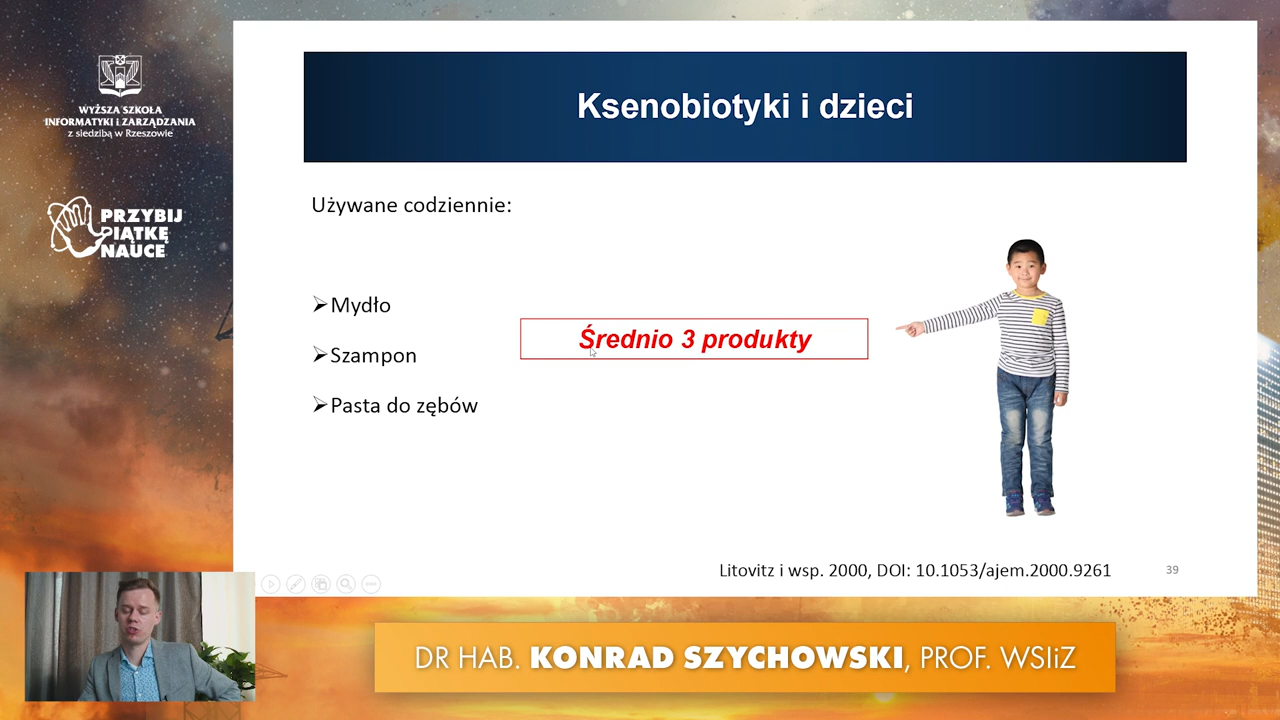 WYŻSZA SZKOŁA
INFORMATYKI i ZARZĄDZANIA
z siedzibą w Rzeszowie
PRZYBIJ
PIĄTKĘ
NAUCE
Ksenobiotyki i dzieci
Używane codziennie:
Mydło
Szampon
Pasta do zębów
Średnio 3 produkty
Litovitz i wsp. 2000, DOI: 10.1053/ajem.2000.9261
39
DR HAB. KONRAD SZYCHOWSKI, PROF. WSIiZ